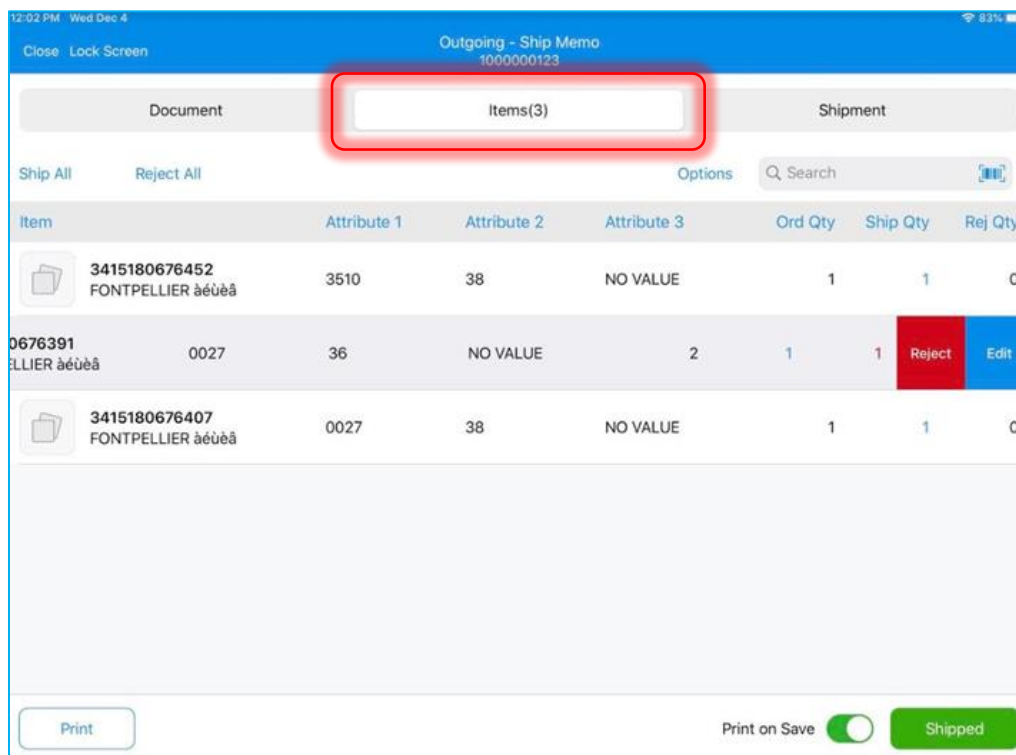 12:02 PM Wed Dec 4 83%
Close Lock Screen Outgoing - Ship Memo
1000000123
Document Items(3) Shipment
Ship All Reject All Options Search
Item Attribute 1 Attribute 2 Attribute 3 Ord Qty Ship Qty Rej Qty
3415180676452
FONTPELLIER àéùèâ 3510 38 NO VALUE 1 1 0
0676391
ELLIER àéùèâ 0027 36 NO VALUE 2 1 1 Reject Edit
3415180676407
FONTPELLIER àéùèâ 0027 38 NO VALUE 1 1 0
Print Print on Save Shipped